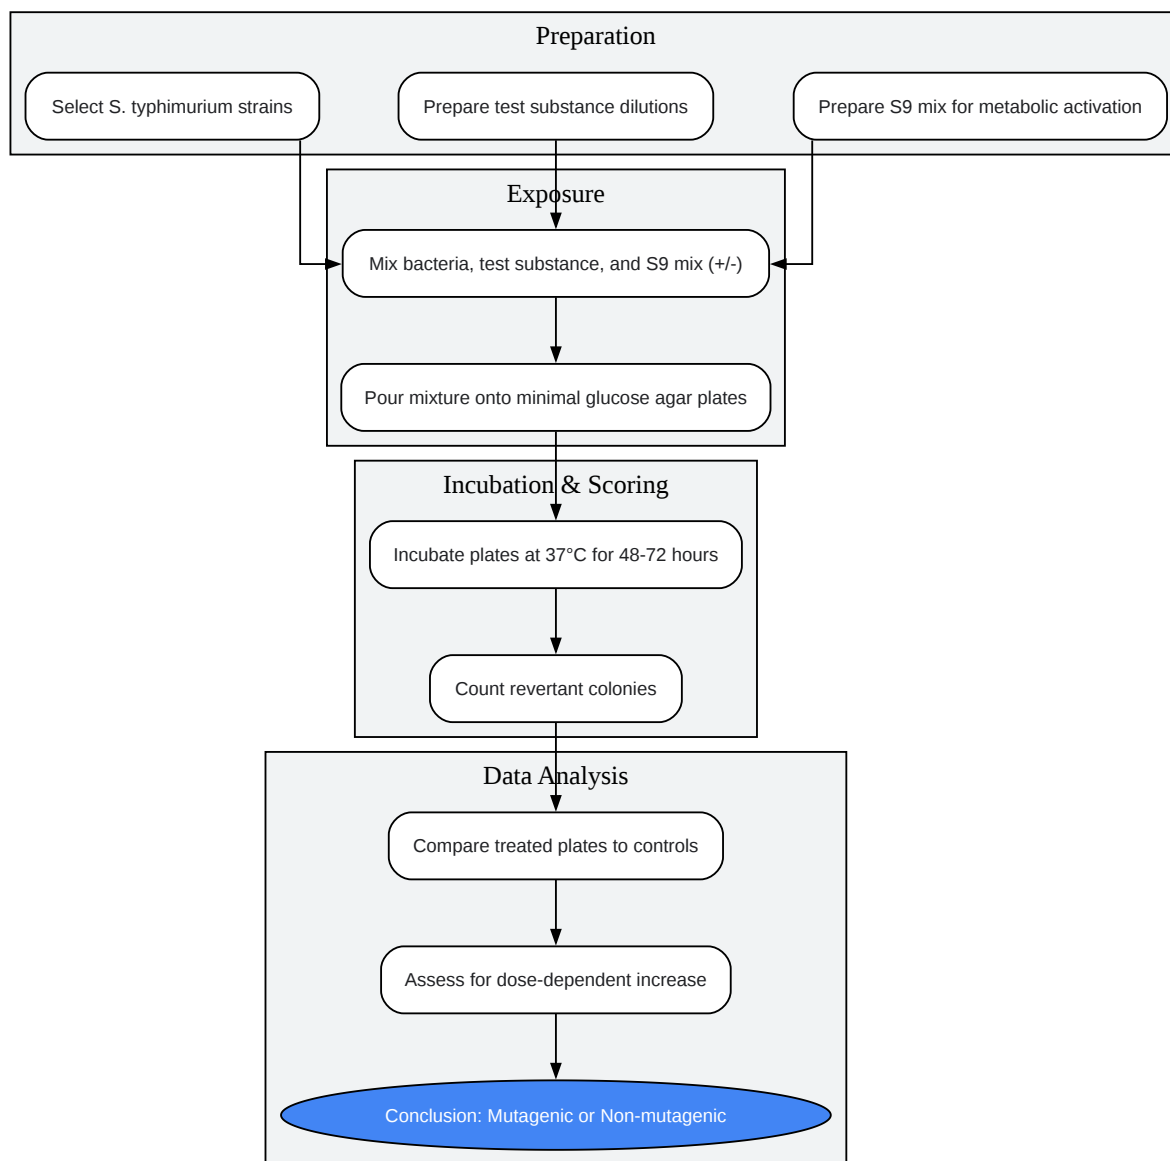 Preparation
Select S. typhimurium strains
Prepare test substance dilutions
Prepare S9 mix for metabolic activation
Exposure
Mix bacteria, test substance, and S9 mix (+/-)
Pour mixture onto minimal glucose agar plates
Incubation & Scoring
Incubate plates at 37°C for 48-72 hours
Count revertant colonies
Data Analysis
Compare treated plates to controls
Assess for dose-dependent increase
Conclusion: Mutagenic or Non-mutagenic